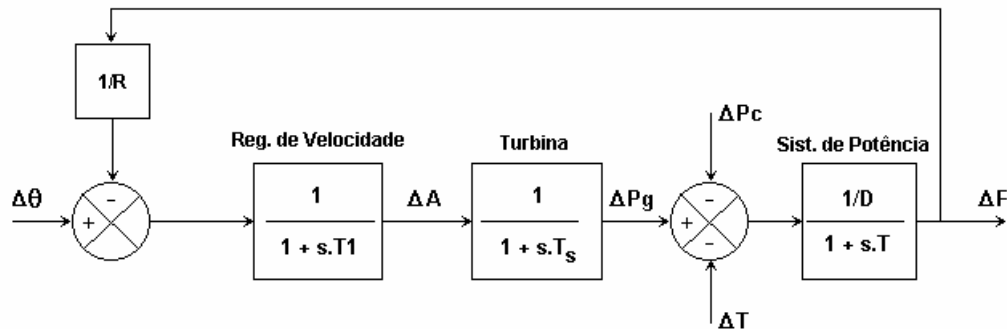 1/R
Reg. de Velocidade
Turbina
ΔPc
Sist. de Potência
Δθ
+
-
1
1 + s.T1
ΔA
1
1 + s.Ts
ΔPg
+
-
-
1/D
1 + s.T
ΔF
ΔT